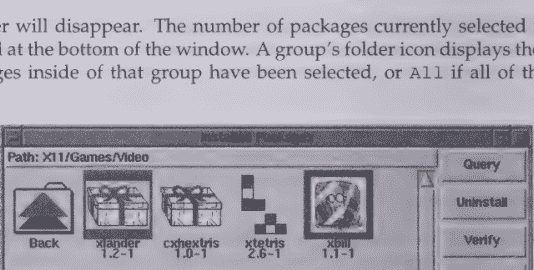 er will disappear. The number of packages currently selected
at the bottom of the window. A group's folder icon displays the
ges inside of that group have been selected, or All if all of th
Installed Packages
Path: X11/Games/Video
Query
Uninstall
Verify
Back xlander cxhextris xtetris xbill
1.2-1 1.0-1 2.6-1 1.1-1